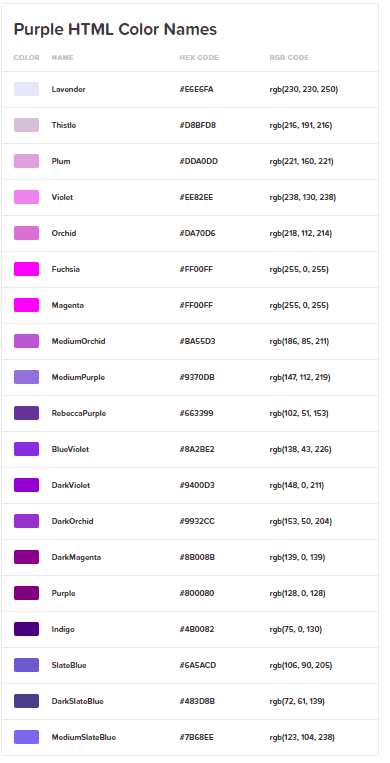 Purple HTML Color Names
COLOR NAME HEX CODE RGB CODE
Lavender #E6E6FA rgb(230, 230, 250)
Thistle #D8BFD8 rgb(216, 191, 216)
Plum #DDA0DD rgb(221, 160, 221)
Violet #EE82EE rgb(238, 130, 238)
Orchid #DA70D6 rgb(218, 112, 214)
Fuchsia #FF00FF rgb(255, 0, 255)
Magenta #FF00FF rgb(255, 0, 255)
MediumOrchid #BA55D3 rgb(186, 85, 211)
MediumPurple #9370DB rgb(147, 112, 219)
RebeccaPurple #663399 rgb(102, 51, 153)
BlueViolet #8A2BE2 rgb(138, 43, 226)
DarkViolet #9400D3 rgb(148, 0, 211)
DarkOrchid #9932CC rgb(153, 50, 204)
DarkMagenta #8B008B rgb(139, 0, 139)
Purple #800080 rgb(128, 0, 128)
Indigo #4B0082 rgb(75, 0, 130)
SlateBlue #6A5ACD rgb(106, 90, 205)
DarkSlateBlue #483D8B rgb(72, 61, 139)
MediumSlateBlue #7B68EE rgb(123, 104, 238)